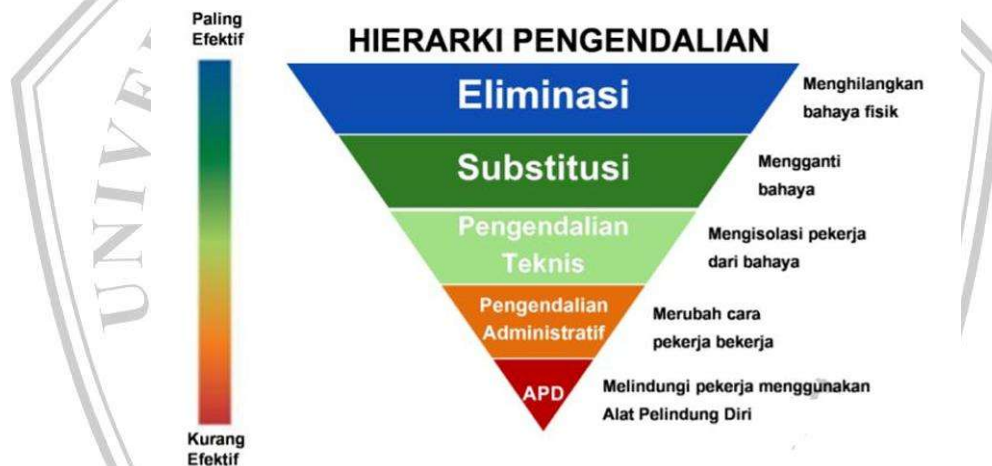 Paling
Efektif
HIERARKI PENGENDALIAN
Eliminasi
Menghilangkan
bahaya fisik
Substitusi
Mengganti
bahaya
Pengendalian
Teknis
Mengisolasi pekerja
dari bahaya
Pengendalian
Administratif
Merubah cara
pekerja bekerja
APD
Melindungi pekerja menggunakan
Alat Pelindung Diri
Kurang
Efektif
UNIVE